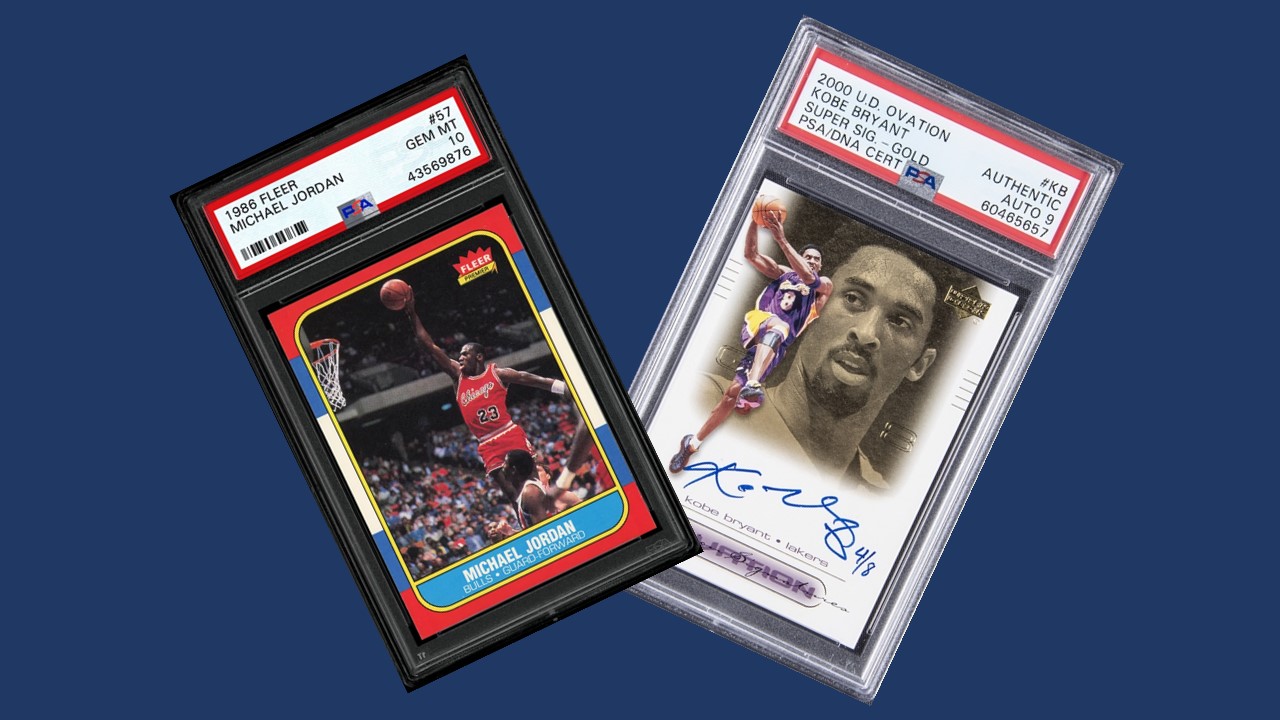 1986 FLEER
MICHAEL JORDAN
#57
GEM MT
10
43569876
PSA
FLEER
PREMIER
Chicago
23
MICHAEL JORDAN
BULLS • GUARD-FORWARD
2000 U.D. OVATION
KOBE BRYANT
SUPER SIG. - GOLD
PSA/DNA CERT
#KB
AUTHENTIC
AUTO 9
60465657
PSA
8
4/8
kobe bryant • lakers